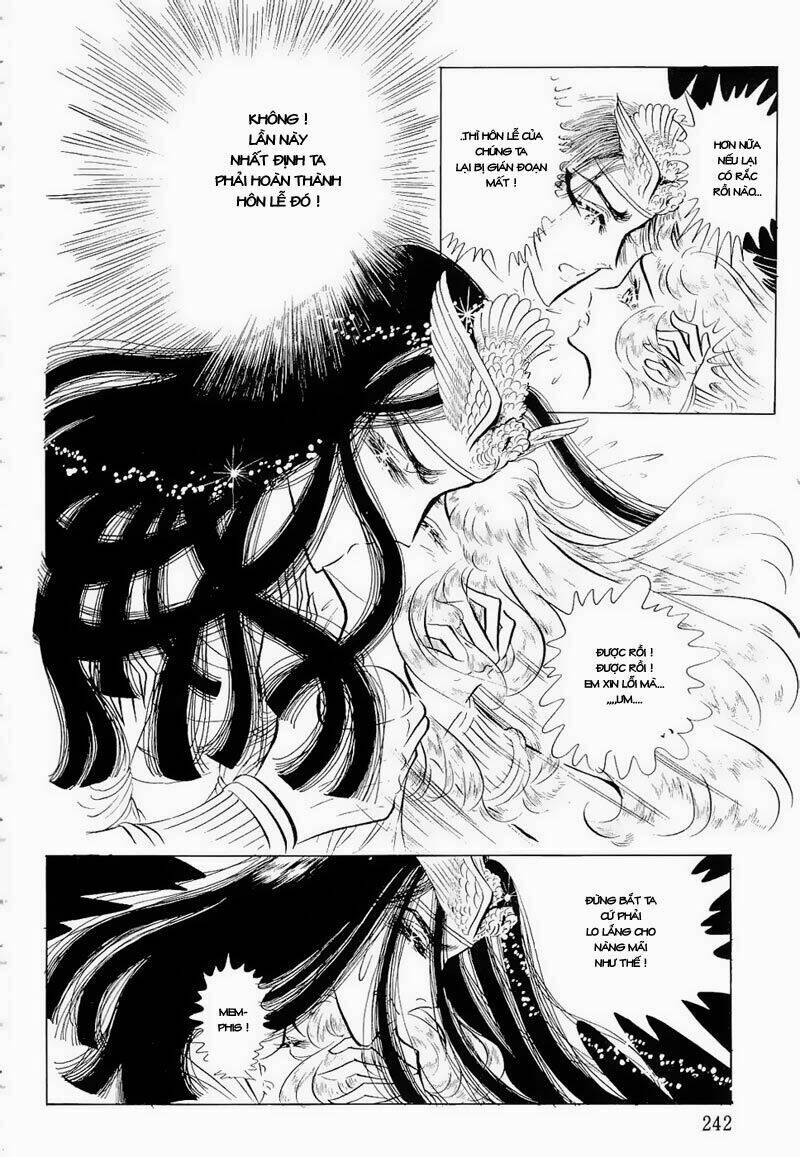 HƠN NỮA
NẾU LẠI
CÓ RẮC
RỒI NÀO...
..THÌ HÔN LỄ CỦA
CHÚNG TA
LẠI BỊ GIÁN ĐOẠN
MẤT !
KHÔNG !
LẦN NÀY
NHẤT ĐỊNH TA
PHẢI HOÀN THÀNH
HÔN LỄ ĐÓ !
ĐƯỢC RỒI !
ĐƯỢC RỒI !
EM XIN LỖI MÀ...
,,,,ƯM....
ĐỪNG BẮT TA
CỨ PHẢI
LO LẮNG CHO
NÀNG MÃI
NHƯ THẾ !
MEM-
PHIS !
242